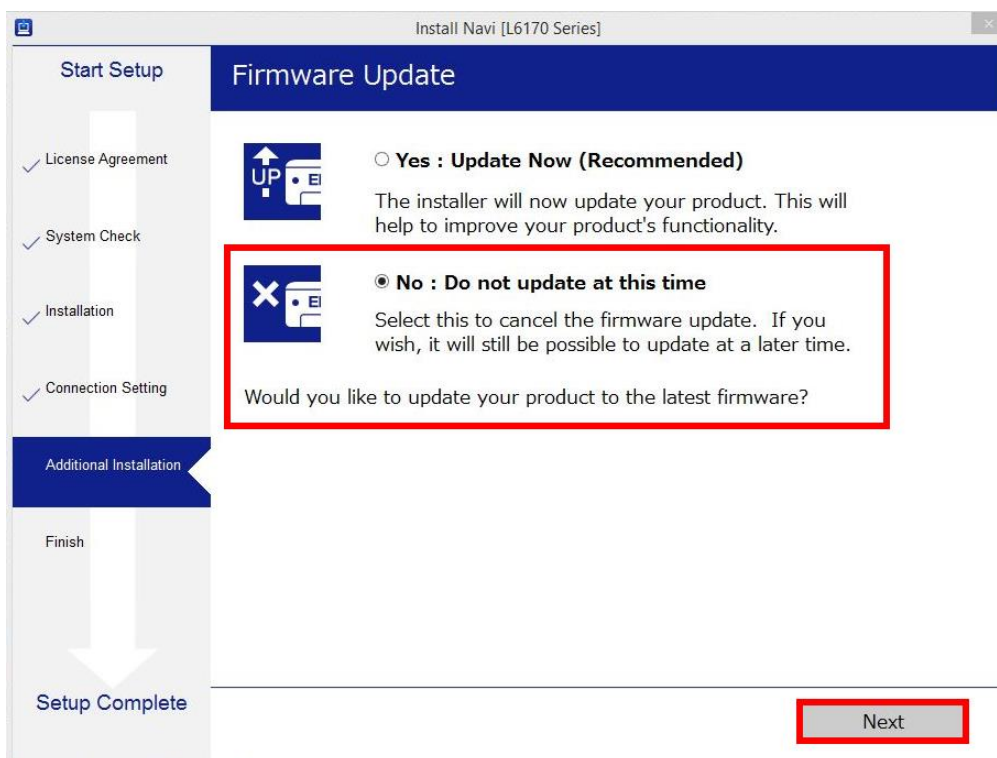 Install Navi [L6170 Series]
Start Setup
License Agreement
System Check
Installation
Connection Setting
Additional Installation
Finish
Setup Complete
Firmware Update
UP
Yes : Update Now (Recommended)
The installer will now update your product. This will
help to improve your product's functionality.
No : Do not update at this time
Select this to cancel the firmware update. If you
wish, it will still be possible to update at a later time.
Would you like to update your product to the latest firmware?
Next